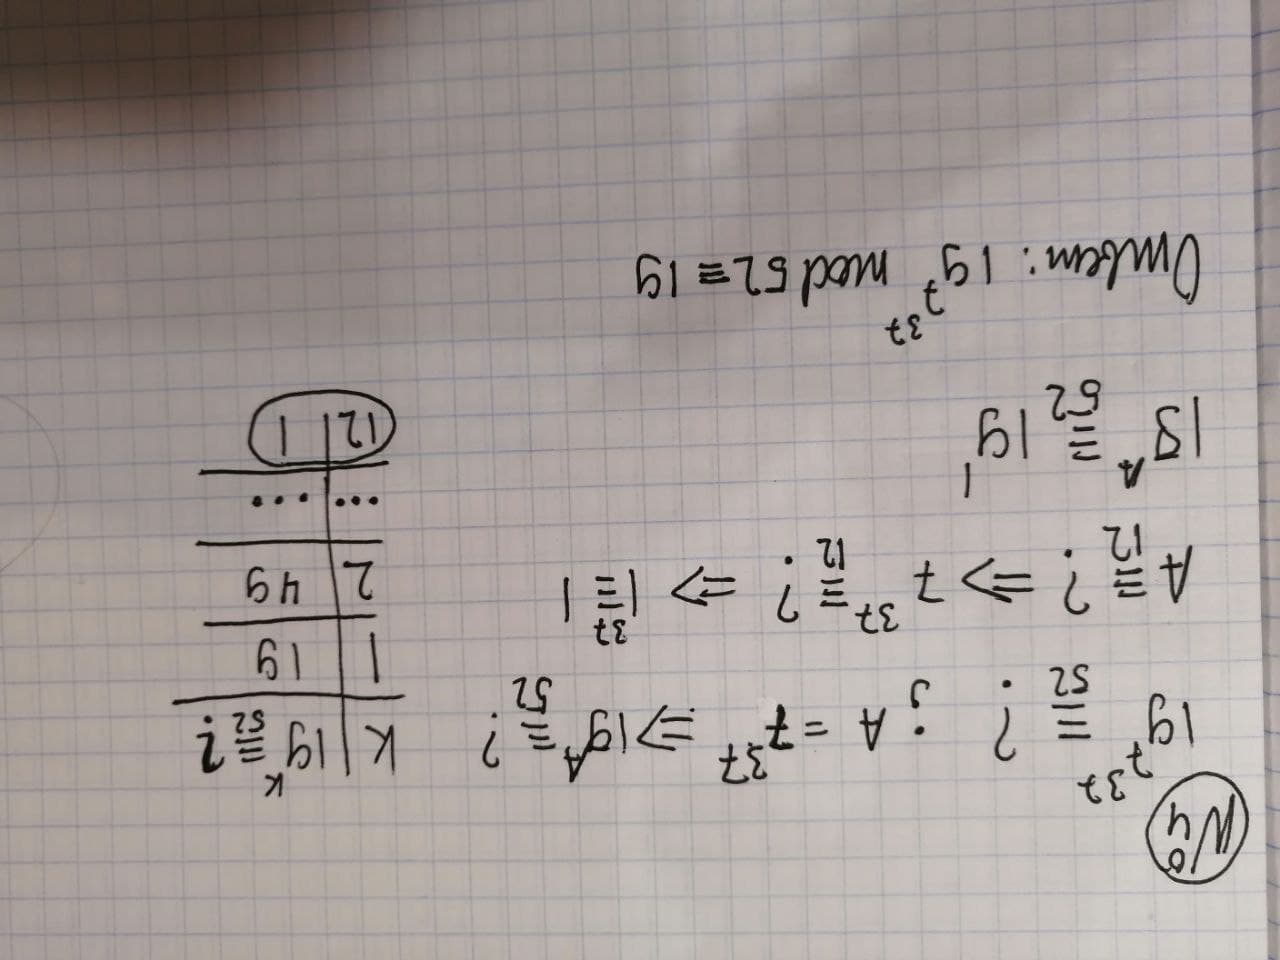 №4
19^{7^{37}} ≡_{52} ? ; A = 7^{37} => 19^A ≡_{52} ?
A ≡_{12} ? => 7^{37} ≡_{12} ? => 1^{37} ≡ 1
19^A ≡_{52} 19^1
Ответ: 19^{7^{37}} mod 52 ≡ 19
K | 19^K ≡_{52} ?
1 | 19
2 | 49
... | ...
12 | 1